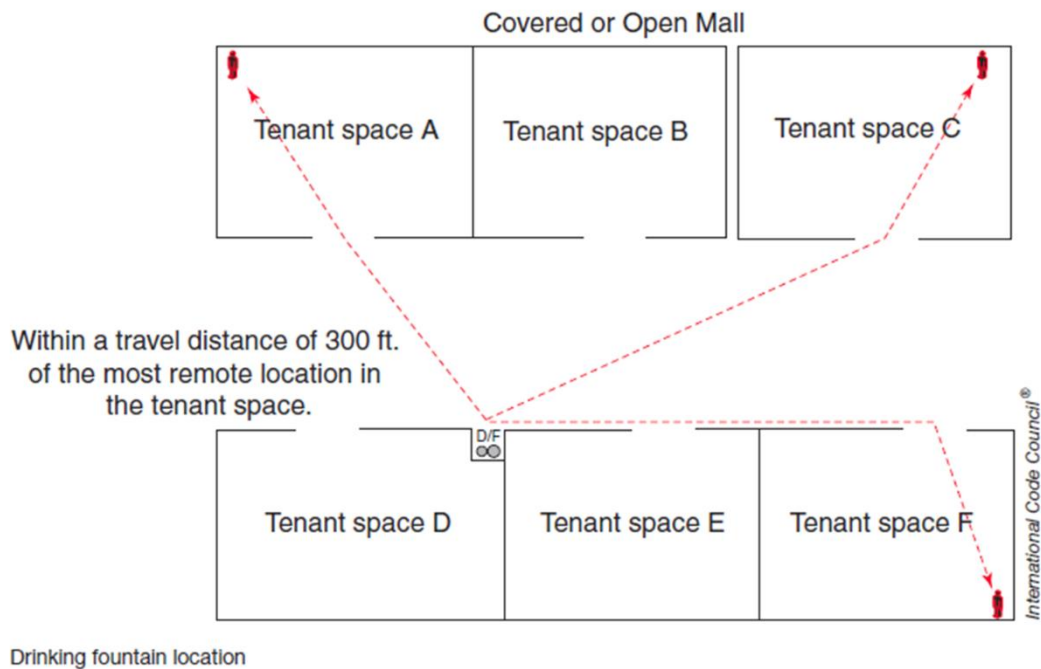 Covered or Open Mall
Tenant space A
Tenant space B
Tenant space C
Within a travel distance of 300 ft.
of the most remote location in
the tenant space.
D/F
Tenant space D
Tenant space E
Tenant space F
International Code Council®
Drinking fountain location